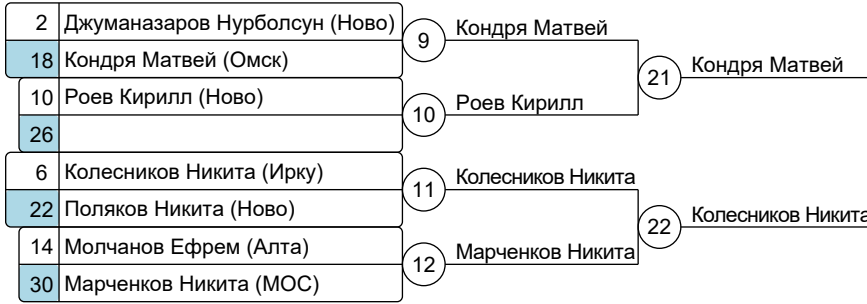 2 Джуманазаров Нурболсун (Ново)
18 Кондря Матвей (Омск)
9 Кондря Матвей
10 Роев Кирилл (Ново)
26
10 Роев Кирилл
21 Кондря Матвей
6 Колесников Никита (Ирку)
22 Поляков Никита (Ново)
11 Колесников Никита
14 Молчанов Ефрем (Алта)
30 Марченков Никита (МОС)
12 Марченков Никита
22 Колесников Никита